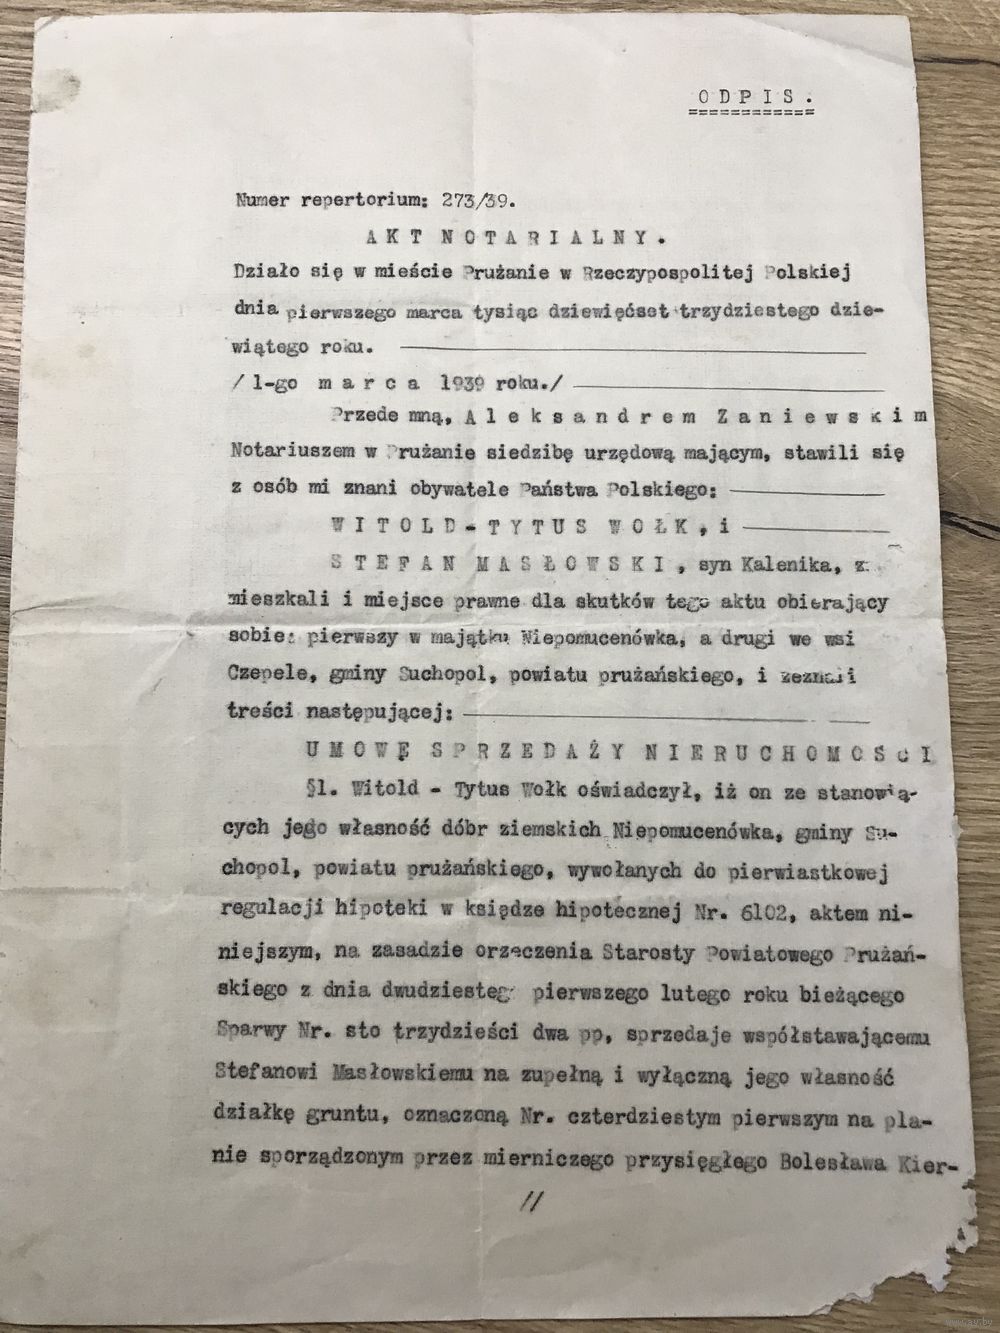 ODPIS.
Numer repertorium: 273/39.
AKT NOTARIALNY.
Działo się w mieście Prużanie w Rzeczypospolitej Polskiej
dnia pierwszego marca tysiąc dziewięćset trzydziestego dzie-
wiątego roku.
/1-go marca 1939 roku./
Przede mną, Aleksandrem Zaniewskim
Notariuszem w Prużanie siedzibę urzędową mającym, stawili się
z osób mi znani obywatele Państwa Polskiego:
WITOLD-TYTUS WOŁK, i
STEFAN MASŁOWSKI, syn Kalenika, z
mieszkali i miejsce prawne dla skutków tego aktu obierający
sobie: pierwszy w majątku Niepomucenówka, a drugi we wsi
Czepele, gminy Suchopol, powiatu prużańskiego, i zeznali
treści następującej:
UMOWĘ SPRZEDAŻY NIERUCHOMOSCI
§1. Witold - Tytus Wołk oświadczył, iż on ze stanowią-
cych jego własność dóbr ziemskich Niepomucenówka, gminy Su-
chopol, powiatu prużańskiego, wywołanych do pierwiastkowej
regulacji hipoteki w księdze hipotecznej Nr. 6102, aktem ni-
niejszym, na zasadzie orzeczenia Starosty Powiatowego Prużań-
skiego z dnia dwudziesteg pierwszego lutego roku bieżącego
Sparwy Nr. sto trzydzieści dwa pp, sprzedaje współstawającemu
Stefanowi Masłowskiemu na zupełną i wyłączną jego własność
działkę gruntu, oznaczoną Nr. czterdziestym pierwszym na pla-
nie sporządzonym przez mierniczego przysięgłego Bolesława Kier-
//
www.ay.by